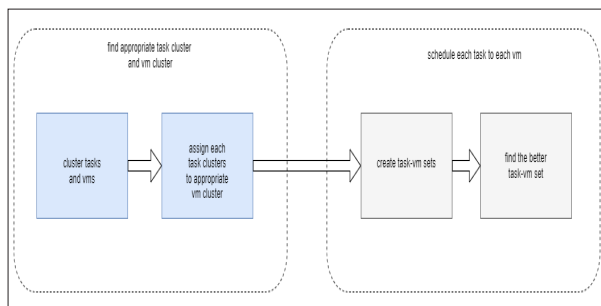 find appropriate task cluster
and vm cluster
schedule each task to each vm
cluster tasks
and vms
assign each
task clusters
to appropriate
vm cluster
create task-vm sets
find the better
task-vm set